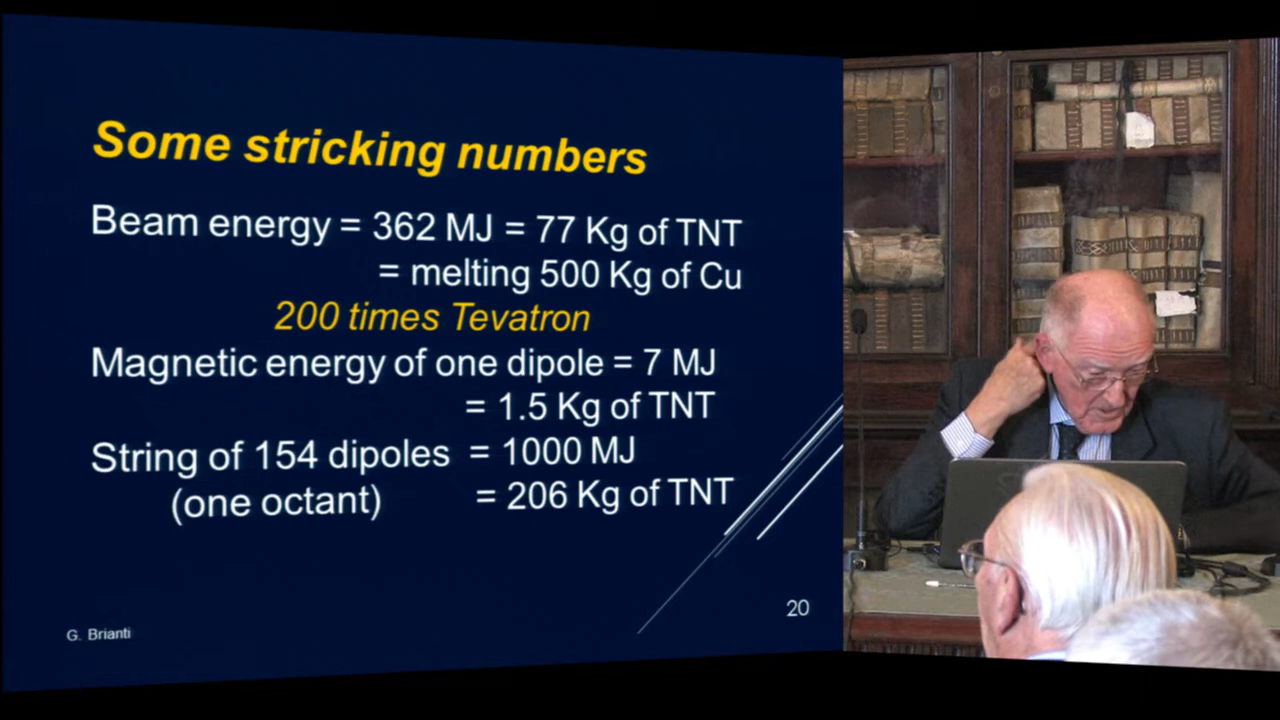 Some stricking numbers
Beam energy = 362 MJ = 77 Kg of TNT
= melting 500 Kg of Cu
200 times Tevatron
Magnetic energy of one dipole = 7 MJ
= 1.5 Kg of TNT
String of 154 dipoles = 1000 MJ
(one octant) = 206 Kg of TNT
20
G. Brianti